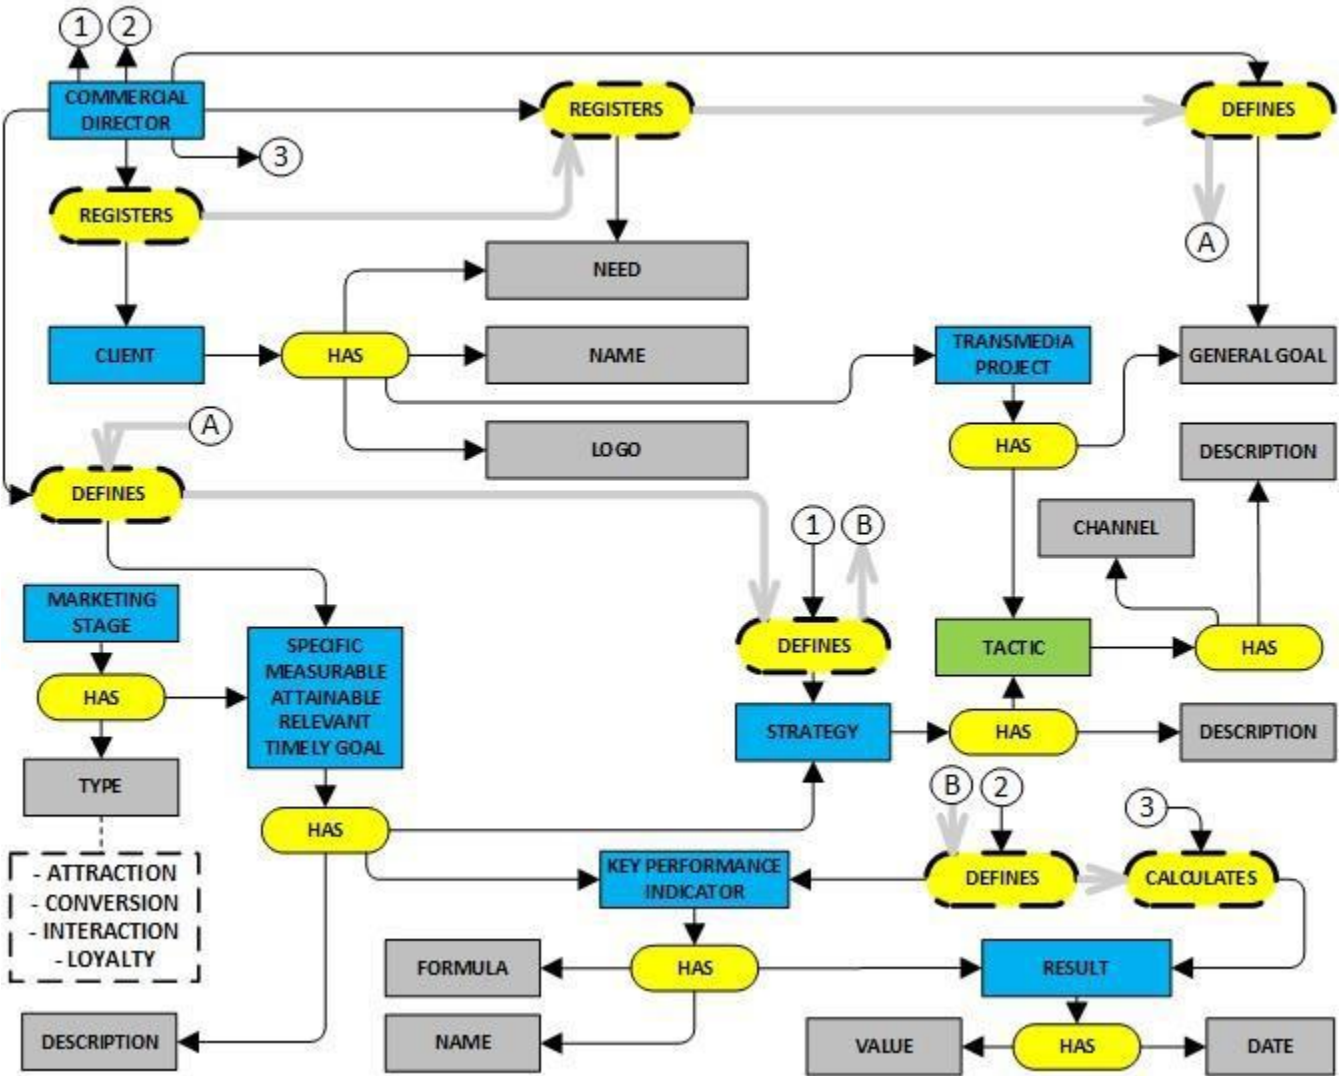 1
2
COMMERCIAL
DIRECTOR
REGISTERS
DEFINES
3
REGISTERS
A
NEED
CLIENT
HAS
NAME
TRANSMEDIA
PROJECT
GENERAL GOAL
A
LOGO
HAS
DESCRIPTION
DEFINES
1
B
CHANNEL
MARKETING
STAGE
SPECIFIC
MEASURABLE
ATTAINABLE
RELEVANT
TIMELY GOAL
DEFINES
TACTIC
HAS
HAS
STRATEGY
HAS
DESCRIPTION
TYPE
B
2
3
HAS
- ATTRACTION
- CONVERSION
- INTERACTION
- LOYALTY
KEY PERFORMANCE
INDICATOR
DEFINES
CALCULATES
FORMULA
HAS
RESULT
DESCRIPTION
NAME
VALUE
HAS
DATE